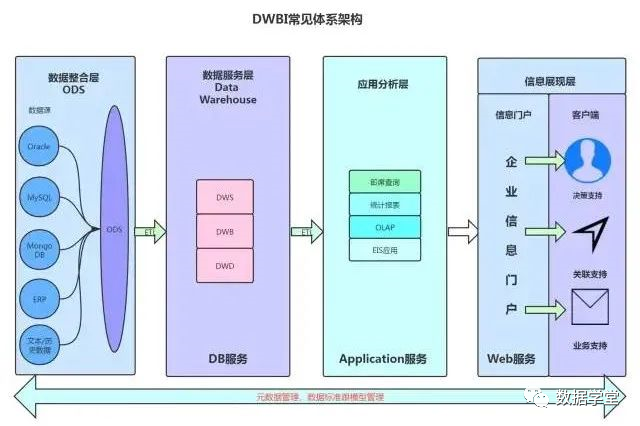 DWBI常见体系架构
数据整合层
ODS
数据源
Oracle
MySQL
Mongo
DB
ERP
文本/历
史数据
ODS
数据服务层
Data
Warehouse
DWS
DWB
DWD
DB服务
应用分析层
即席查询
统计报表
OLAP
EIS应用
Application服务
信息展现层
信息门户
企
业
信
息
门
户
Web服务
客户端
决策支持
关联支持
业务支持
元数据管理，数据标准跟模型管理
数据学堂